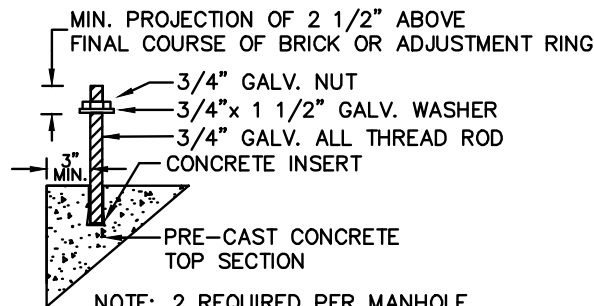 MIN. PROJECTION OF 2 1/2" ABOVE
FINAL COURSE OF BRICK OR ADJUSTMENT RING
3/4" GALV. NUT
3/4"x 1 1/2" GALV. WASHER
3/4" GALV. ALL THREAD ROD
3"
MIN.
CONCRETE INSERT
PRE-CAST CONCRETE
TOP SECTION
NOTE: 2 REQUIRED PER MANHOLE